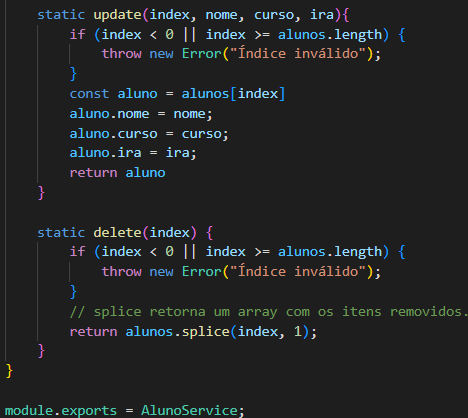 static update(index, nome, curso, ira){
if (index < 0 || index >= alunos.length) {
throw new Error("Índice inválido");
}
const aluno = alunos[index]
aluno.nome = nome;
aluno.curso = curso;
aluno.ira = ira;
return aluno
}
static delete(index) {
if (index < 0 || index >= alunos.length) {
throw new Error("Índice inválido");
}
// splice retorna um array com os itens removidos.
return alunos.splice(index, 1);
}
}
module.exports = AlunoService;